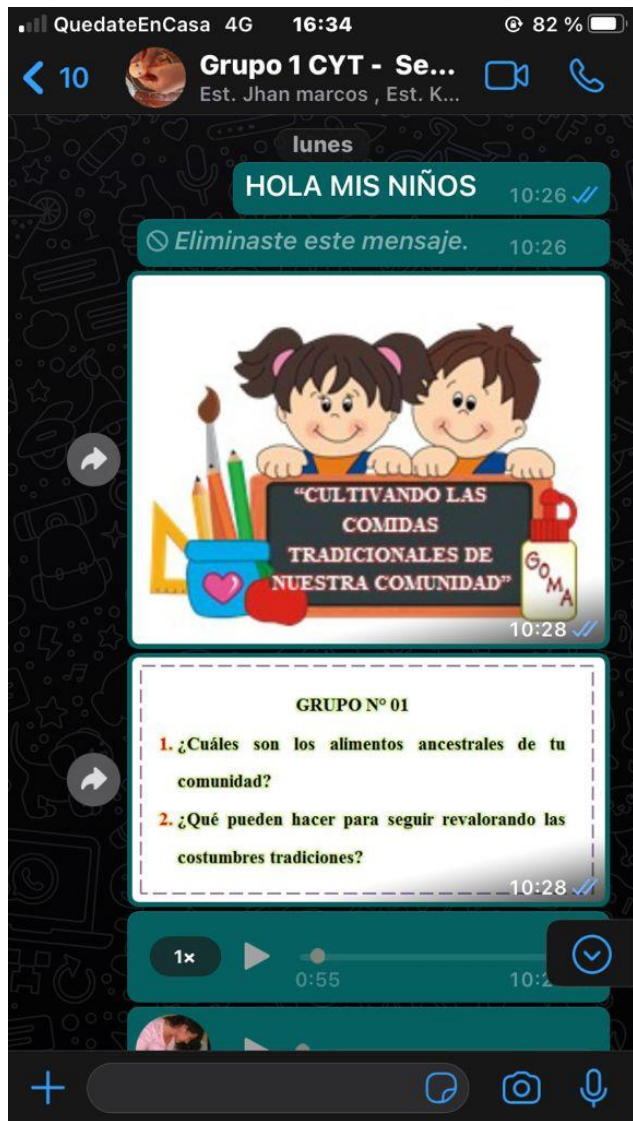 QuedateEnCasa 4G 16:34 82 %
10 Grupo 1 CYT - Se...
Est. Jhan marcos , Est. K...
lunes
HOLA MIS NIÑOS 10:26
Eliminaste este mensaje. 10:26
“CULTIVANDO LAS
COMIDAS
TRADICIONALES DE
NUESTRA COMUNIDAD”
GOMA
10:28
GRUPO N° 01
1. ¿Cuáles son los alimentos ancestrales de tu
comunidad?
2. ¿Qué pueden hacer para seguir revalorando las
costumbres tradiciones?
10:28
1×
0:55